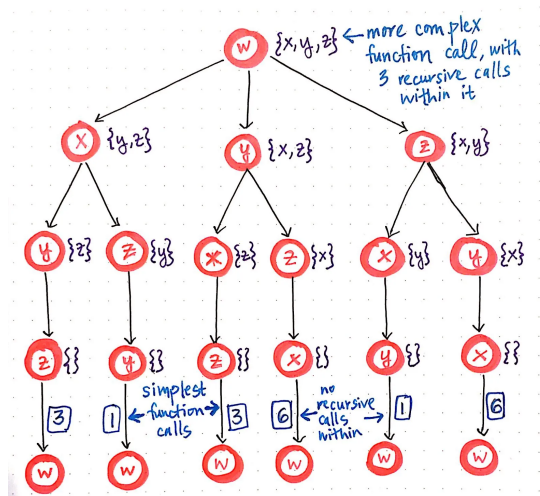 w {x,y,z} ← more complex
function call, with
3 recursive calls
within it
x {y,z} y {x,z} z {x,y}
y {z} z {y} x {z} z {x} x {y} y {x}
z {} y {} z {} x {} y {} x {}
3 1 simplest
function
calls 3 6 no
recursive
calls
within 1 6
w w w w w w